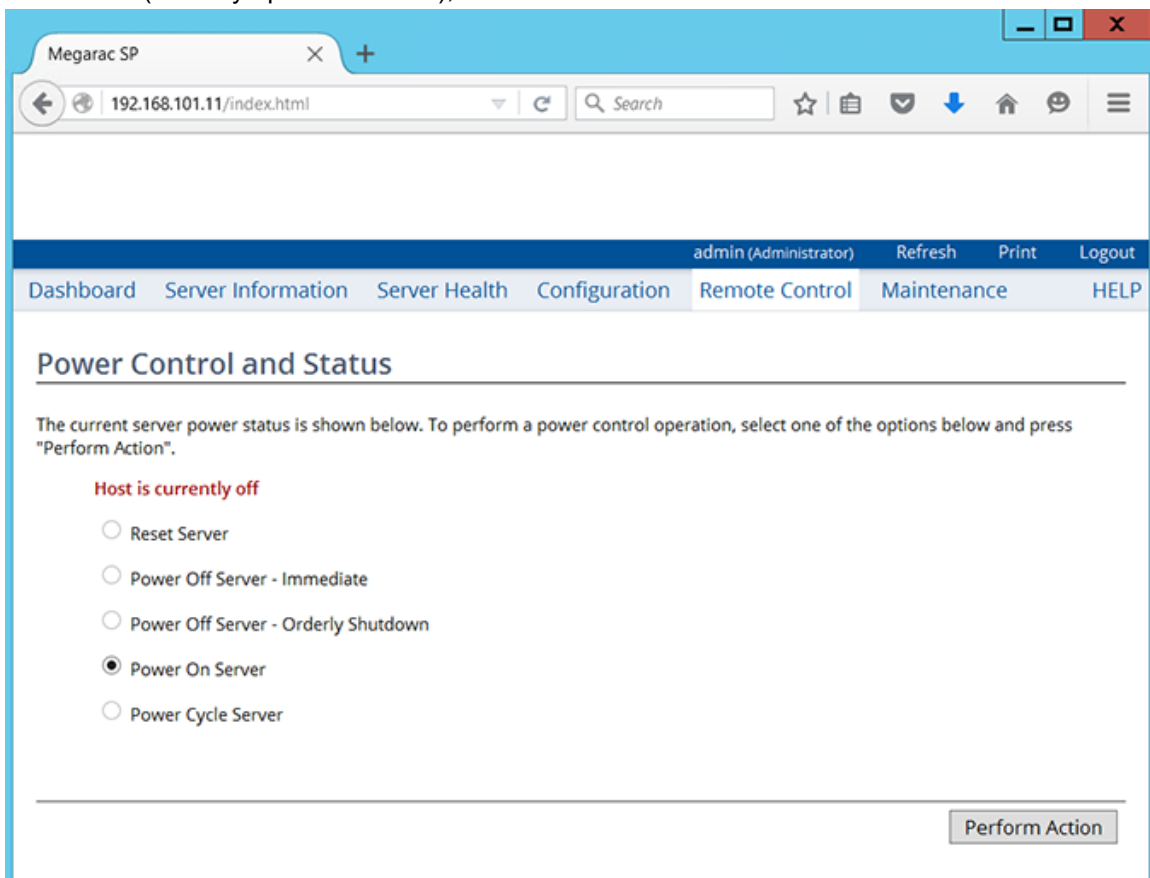 Megarac SP
192.168.101.11/index.html
Search
admin (Administrator) Refresh Print Logout
Dashboard Server Information Server Health Configuration Remote Control Maintenance HELP
Power Control and Status
The current server power status is shown below. To perform a power control operation, select one of the options below and press
"Perform Action".
Host is currently off
Reset Server
Power Off Server - Immediate
Power Off Server - Orderly Shutdown
Power On Server
Power Cycle Server
Perform Action